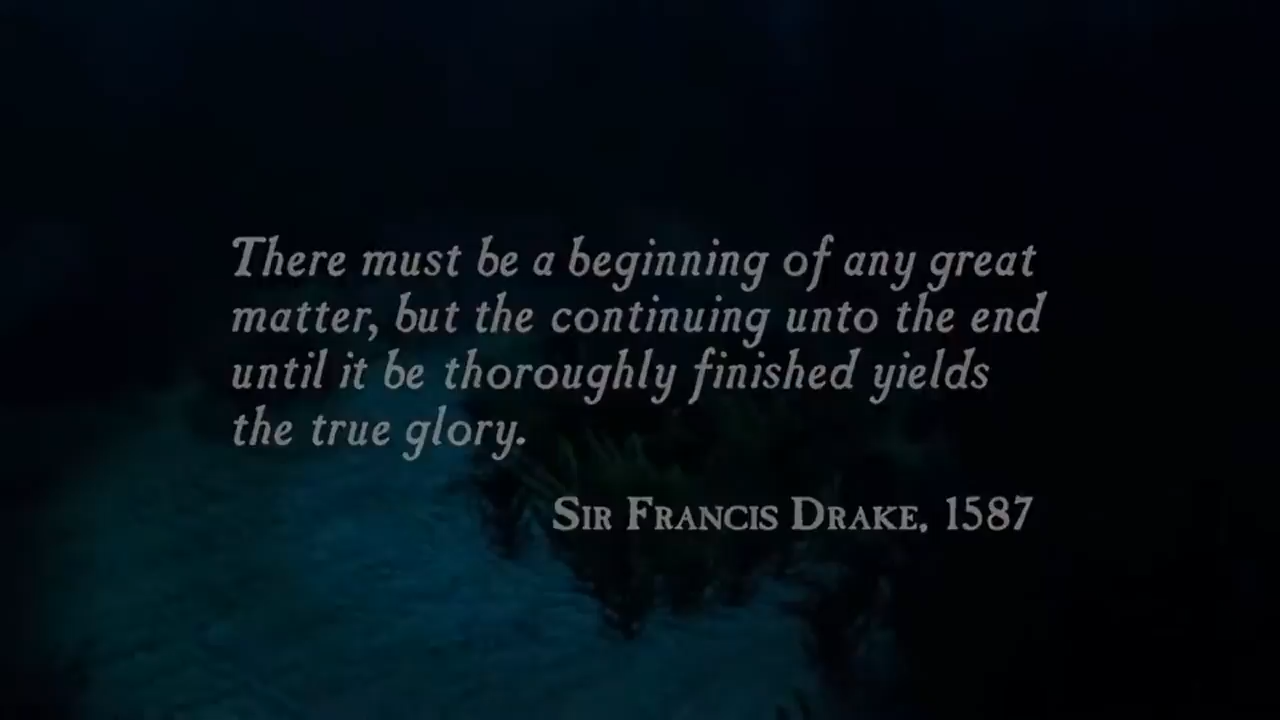 There must be a beginning of any great
matter, but the continuing unto the end
until it be thoroughly finished yields
the true glory.
Sir Francis Drake, 1587